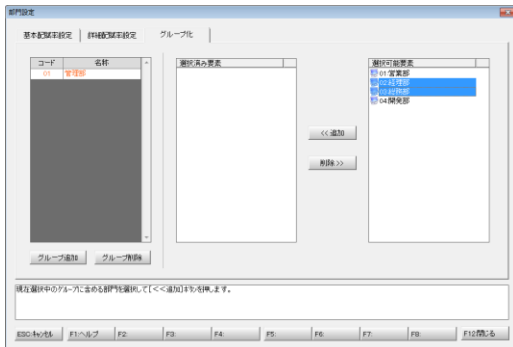 部門設定
基本配賦率設定 詳細配賦率設定 グループ化
コード 名称 選択済み要素 選択可能要素
01 管理部
01:営業部
02:経理部
03:総務部
04:開発部
<< 追加
削除 >>
グループ追加 グループ削除
現在選択中のグループに含める部門を選択して[<<追加]ボタンを押します。
ESC:キャンセル F1:ヘルプ F2: F3: F4: F5: F6: F7: F8: F12:閉じる